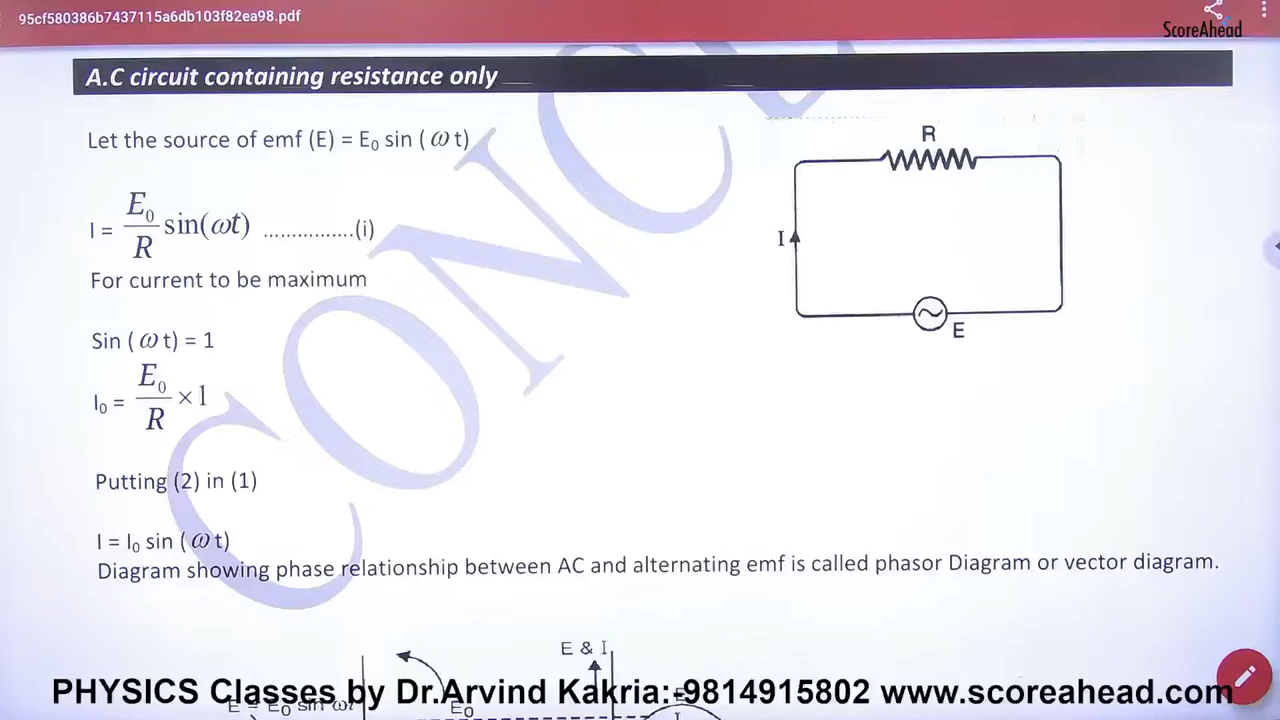 95cf580386b7437115a6db103f82ea98.pdf
ScoreAhead
A.C circuit containing resistance only
Let the source of emf (E) = E₀ sin ( ω t)
R
I = E₀/R sin(ωt) ................(i)
I
For current to be maximum
E
Sin ( ω t) = 1
I₀ = E₀/R × 1
Putting (2) in (1)
I = I₀ sin ( ω t)
Diagram showing phase relationship between AC and alternating emf is called phasor Diagram or vector diagram.
E & I
PHYSICS Classes by Dr.Arvind Kakria:-9814915802 www.scoreahead.com
E₀
CONC